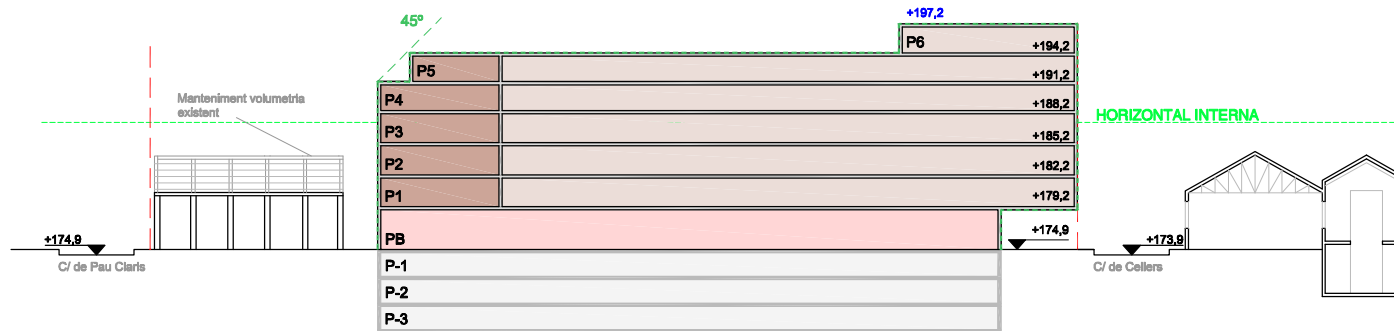 +197,2
45º
P6
+194,2
P5
+191,2
P4
+188,2
Manteniment volumetria
existent
HORIZONTAL INTERNA
P3
+185,2
P2
+182,2
P1
+179,2
PB
+174,9
+174,9
+173,9
C/ de Pau Claris
P-1
C/ de Cellers
P-2
P-3